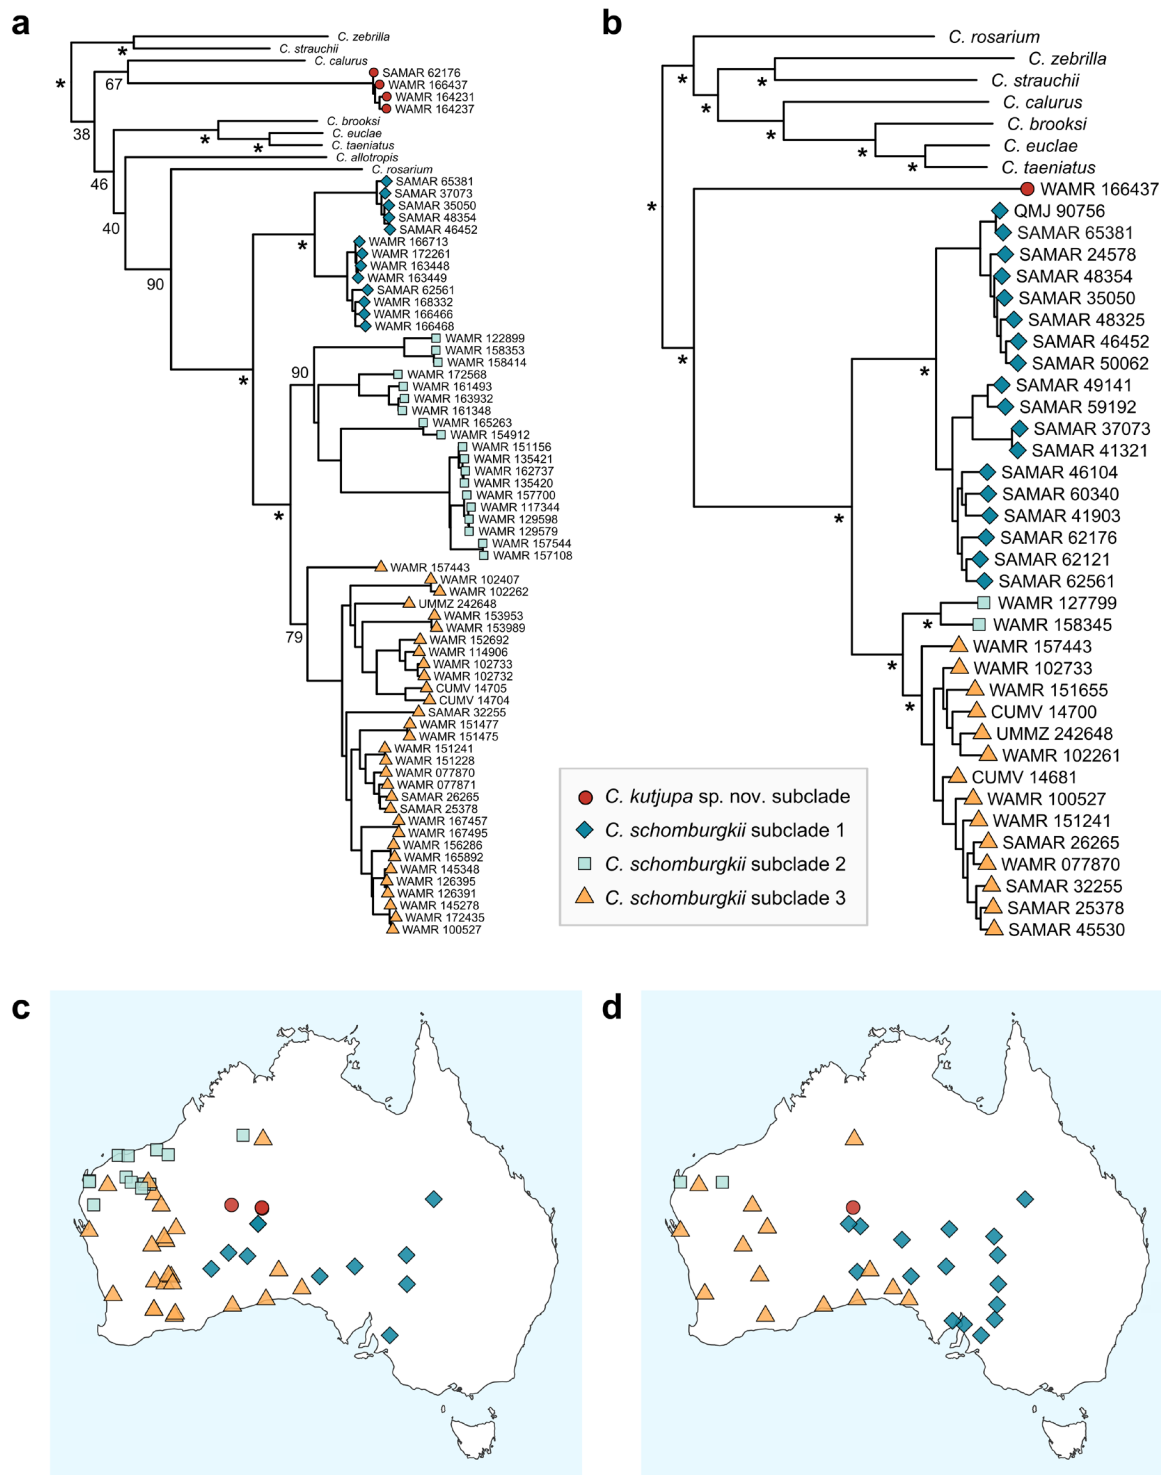 a
C. zebrilla
C. strauchii
*
*
C. calurus
67
SAMAR 62176
WAMR 166437
WAMR 164231
WAMR 164237
38
C. brooksi
C. euclae
C. taeniatus
*
*
46
C. allotropis
40
C. rosarium
90
SAMAR 65381
SAMAR 37073
SAMAR 35050
SAMAR 48354
SAMAR 46452
*
WAMR 166713
WAMR 172261
WAMR 163448
WAMR 163449
SAMAR 62561
WAMR 168332
WAMR 166466
WAMR 166468
*
WAMR 122899
WAMR 158353
WAMR 158414
90
WAMR 172568
WAMR 161493
WAMR 163932
WAMR 161348
WAMR 165263
WAMR 154912
WAMR 151156
WAMR 135421
WAMR 162737
WAMR 135420
WAMR 157700
WAMR 117344
WAMR 129598
WAMR 129579
WAMR 157544
WAMR 157108
*
WAMR 157443
WAMR 102407
WAMR 102262
UMMZ 242648
WAMR 153953
WAMR 153989
79
WAMR 152692
WAMR 114906
WAMR 102733
WAMR 102732
CUMV 14705
CUMV 14704
SAMAR 32255
WAMR 151477
WAMR 151475
WAMR 151241
WAMR 151228
WAMR 077870
WAMR 077871
SAMAR 26265
SAMAR 25378
WAMR 167457
WAMR 167495
WAMR 156286
WAMR 165892
WAMR 145348
WAMR 126395
WAMR 126391
WAMR 145278
WAMR 172435
WAMR 100527
b
C. rosarium
C. zebrilla
C. strauchii
*
*
*
C. calurus
C. brooksi
C. euclae
C. taeniatus
*
*
*
WAMR 166437
*
QMJ 90756
SAMAR 65381
SAMAR 24578
SAMAR 48354
SAMAR 35050
SAMAR 48325
SAMAR 46452
SAMAR 50062
*
*
SAMAR 49141
SAMAR 59192
SAMAR 37073
SAMAR 41321
SAMAR 46104
SAMAR 60340
SAMAR 41903
SAMAR 62176
SAMAR 62121
SAMAR 62561
*
WAMR 127799
WAMR 158345
*
*
WAMR 157443
WAMR 102733
WAMR 151655
CUMV 14700
UMMZ 242648
WAMR 102261
*
CUMV 14681
WAMR 100527
WAMR 151241
SAMAR 26265
WAMR 077870
SAMAR 32255
SAMAR 25378
SAMAR 45530
C. kutjupa sp. nov. subclade
C. schomburgkii subclade 1
C. schomburgkii subclade 2
C. schomburgkii subclade 3
c
d